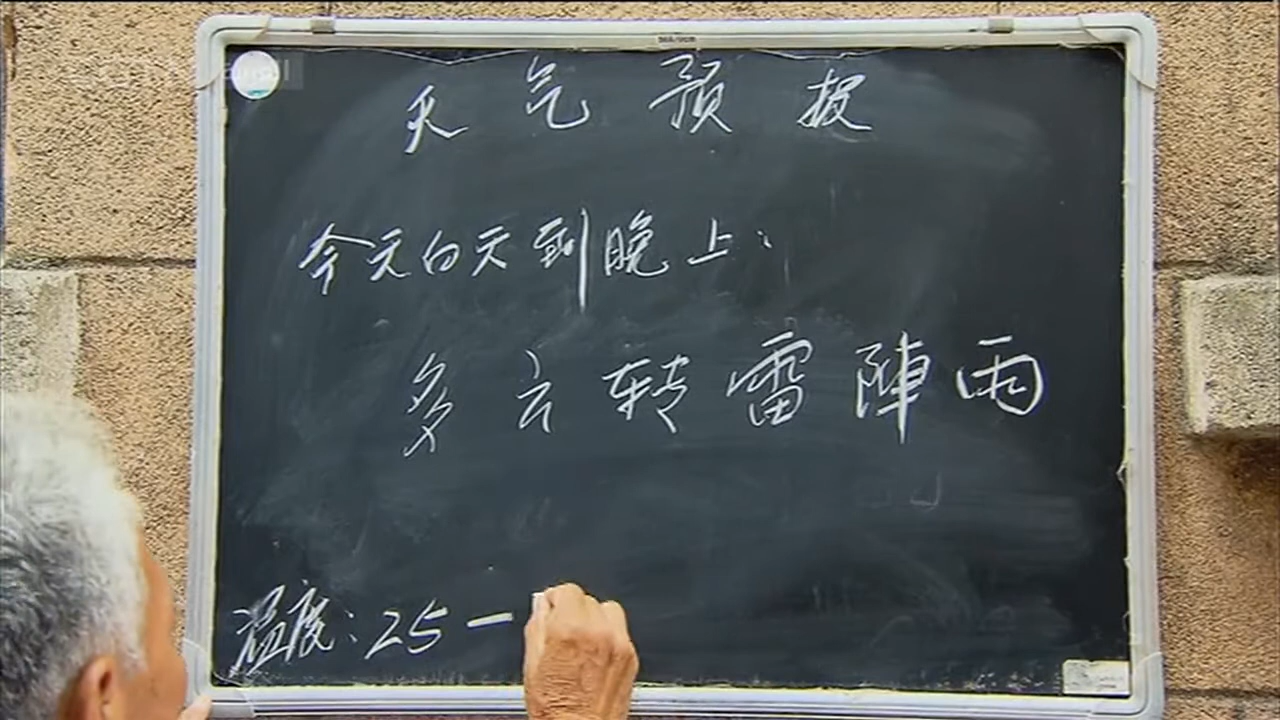 天气预报
今天白天到晚上：
多云转雷陣雨
温度：25—